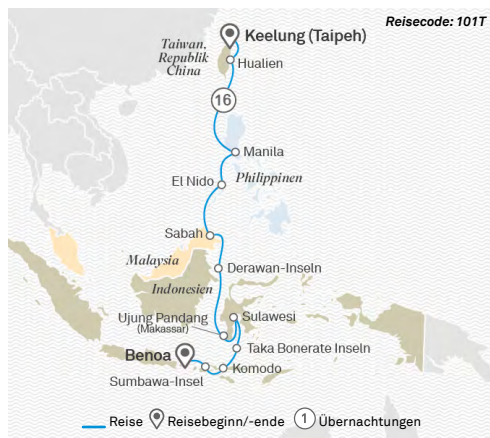 Reisecode: 101T
Keelung (Taipeh)
Taiwan,
Republik
China
Hualien
16
Manila
El Nido
Philippinen
Sabah
Malaysia
Derawan-Inseln
Indonesien
Ujung Pandang
(Makassar)
Sulawesi
Taka Bonerate Inseln
Benoa
Komodo
Sumbawa-Insel
Reise Reisebeginn/-ende 1 Übernachtungen